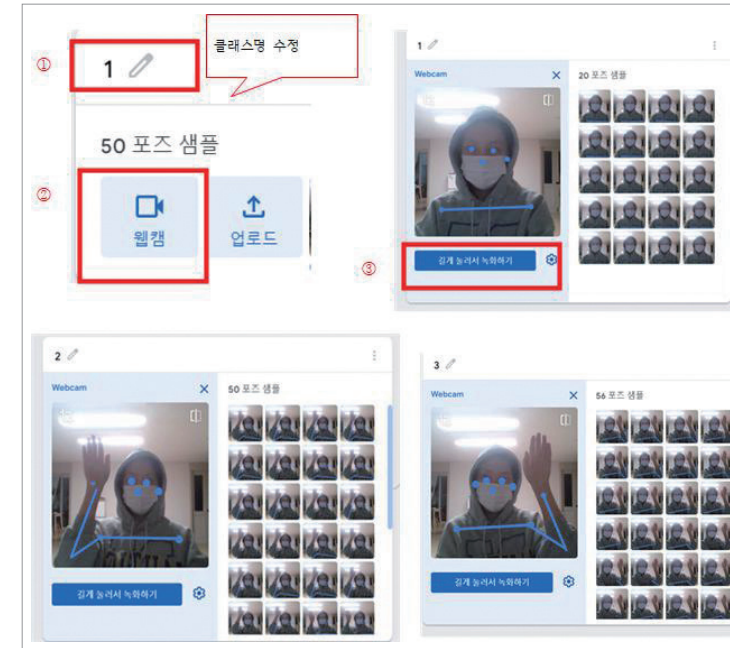 ①
1
클래스명 수정
50 포즈 샘플
②
웹캠
업로드
1
Webcam
20 포즈 샘플
③
길게 눌러서 녹화하기
2
Webcam
50 포즈 샘플
길게 눌러서 녹화하기
3
Webcam
56 포즈 샘플
길게 눌러서 녹화하기